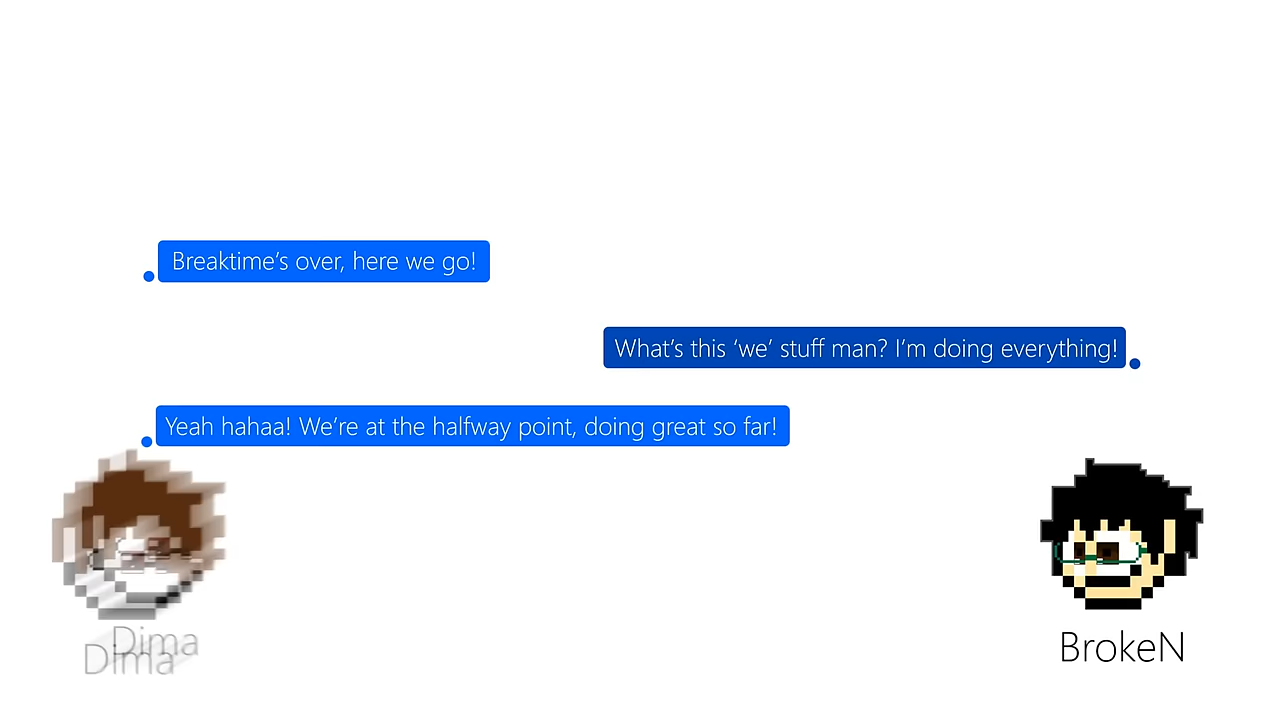 Breaktime’s over, here we go!
What’s this ‘we’ stuff man? I’m doing everything!
Yeah hahaa! We’re at the halfway point, doing great so far!
Dima
Dima
BrokeN